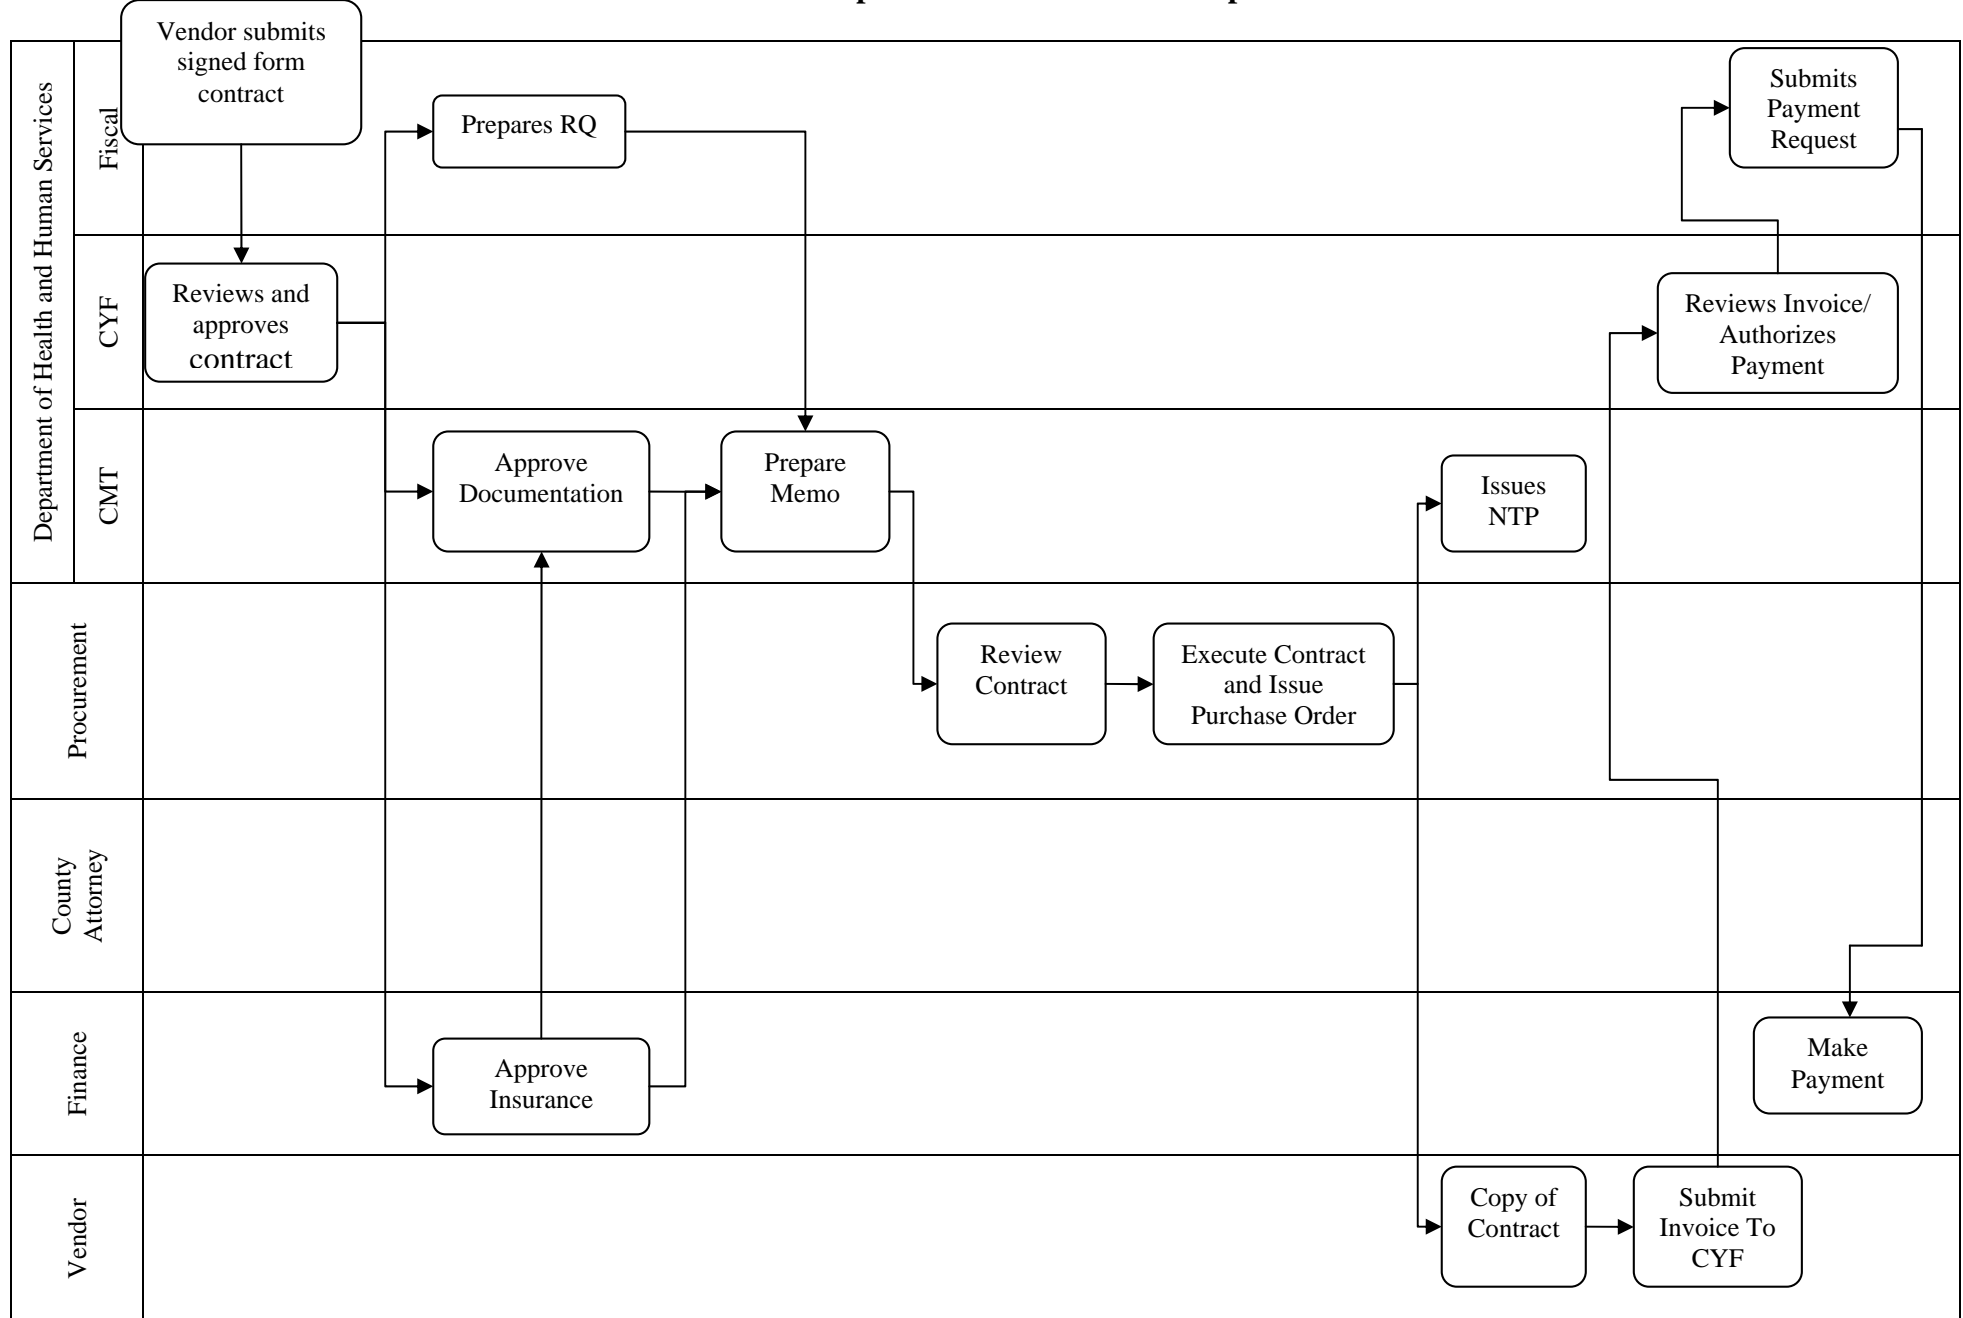 Vendor submits
signed form
contract
Department of Health and Human Services
Fiscal
Prepares RQ
Submits
Payment
Request
CYF
Reviews and
approves
contract
Reviews Invoice/
Authorizes
Payment
CMT
Approve
Documentation
Prepare
Memo
Issues
NTP
Procurement
Review
Contract
Execute Contract
and Issue
Purchase Order
County
Attorney
Finance
Approve
Insurance
Make
Payment
Vendor
Copy of
Contract
Submit
Invoice To
CYF